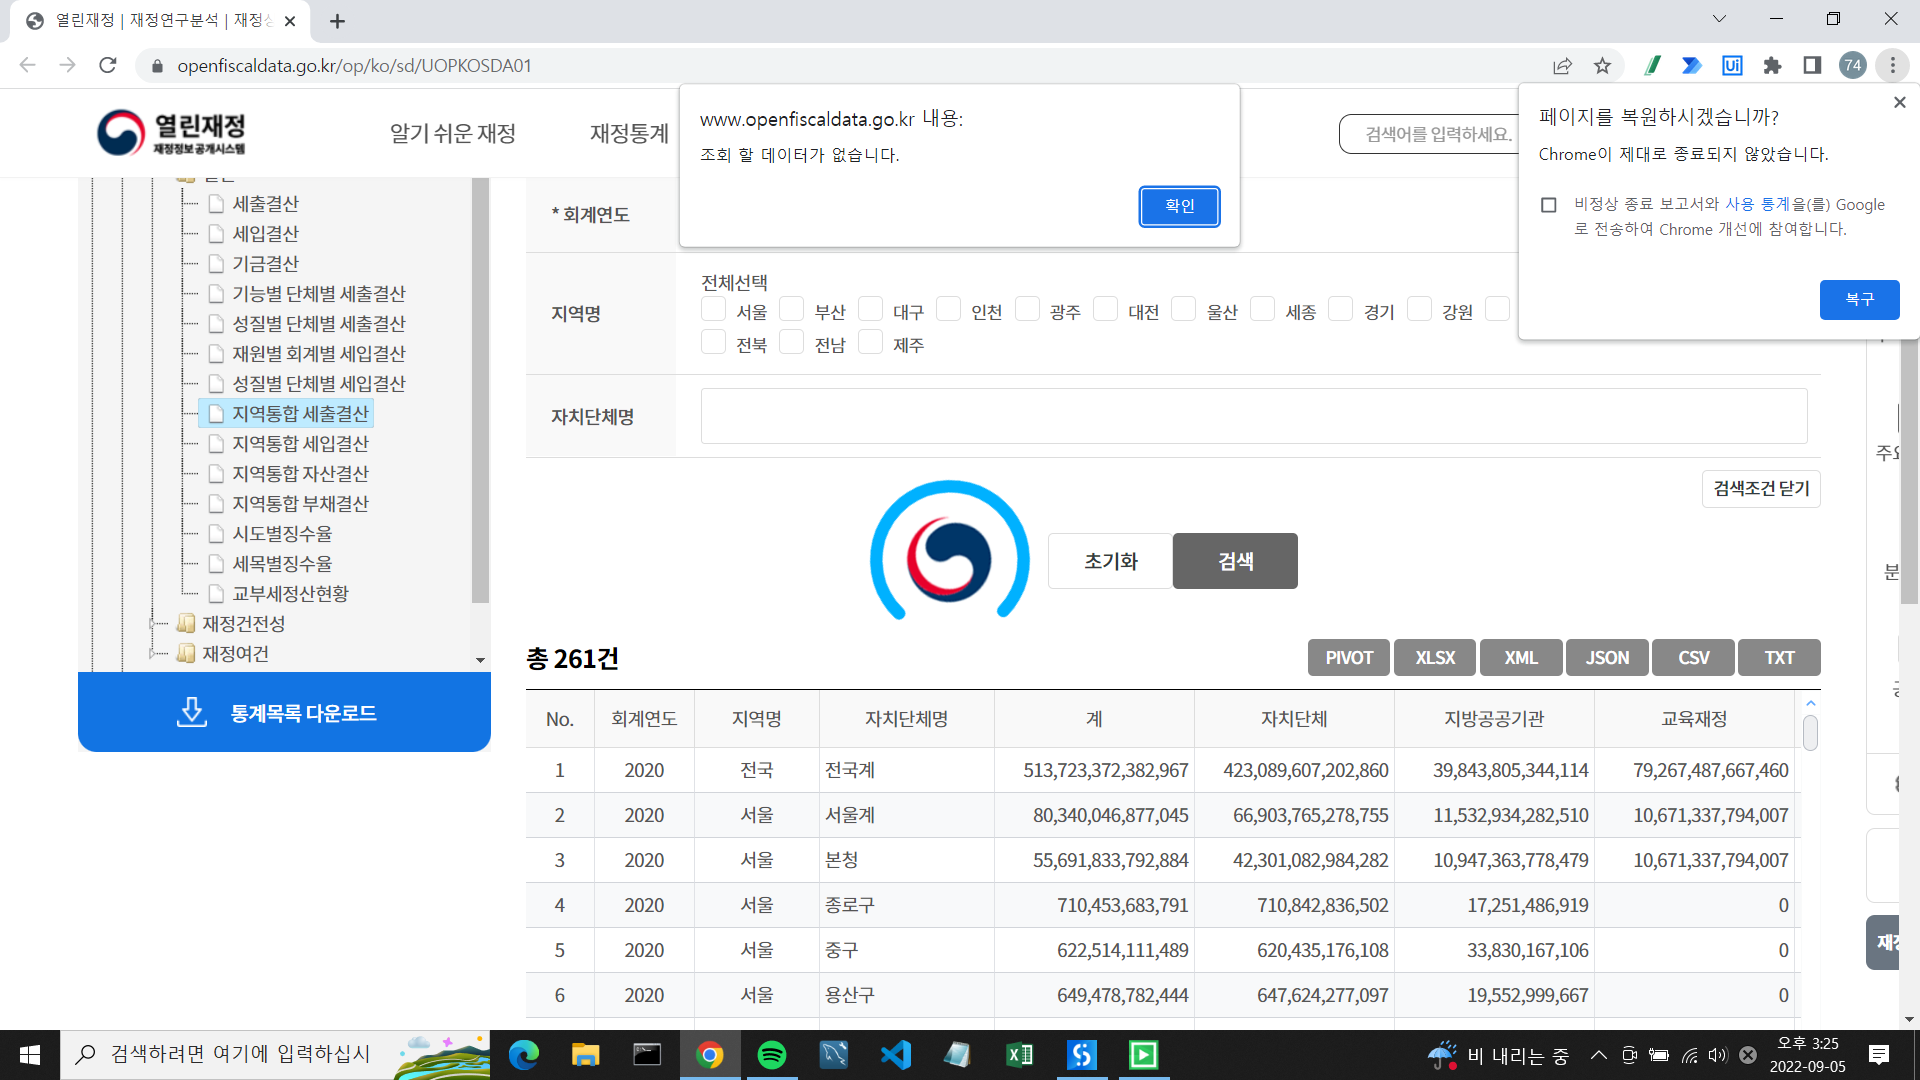 열린재정 | 재정연구분석 | 재정상
openfiscaldata.go.kr/op/ko/sd/UOPKOSDA01
74
열린재정
재정정보공개시스템
알기 쉬운 재정
재정통계
검색어를 입력하세요.
www.openfiscaldata.go.kr 내용:
조회 할 데이터가 없습니다.
확인
페이지를 복원하시겠습니까?
Chrome이 제대로 종료되지 않았습니다.
비정상 종료 보고서와 사용 통계을(를) Google
로 전송하여 Chrome 개선에 참여합니다.
복구
세출결산
세입결산
기금결산
기능별 단체별 세출결산
성질별 단체별 세출결산
재원별 회계별 세입결산
성질별 단체별 세입결산
지역통합 세출결산
지역통합 세입결산
지역통합 자산결산
지역통합 부채결산
시도별징수율
세목별징수율
교부세정산현황
재정건전성
재정여건
통계목록 다운로드
* 회계연도
지역명
전체선택
서울 부산 대구 인천 광주 대전 울산 세종 경기 강원
전북 전남 제주
자치단체명
검색조건 닫기
초기화 검색
주요
분
총 261건
PIVOT XLSX XML JSON CSV TXT
No. 회계연도 지역명 자치단체명 계 자치단체 지방공공기관 교육재정
1 2020 전국 전국계 513,723,372,382,967 423,089,607,202,860 39,843,805,344,114 79,267,487,667,460
2 2020 서울 서울계 80,340,046,877,045 66,903,765,278,755 11,532,934,282,510 10,671,337,794,007
3 2020 서울 본청 55,691,833,792,884 42,301,082,984,282 10,947,363,778,479 10,671,337,794,007
4 2020 서울 종로구 710,453,683,791 710,842,836,502 17,251,486,919 0
5 2020 서울 중구 622,514,111,489 620,435,176,108 33,830,167,106 0
6 2020 서울 용산구 649,478,782,444 647,624,277,097 19,552,999,667 0
검색하려면 여기에 입력하십시
비 내리는 중
오후 3:25
2022-09-05